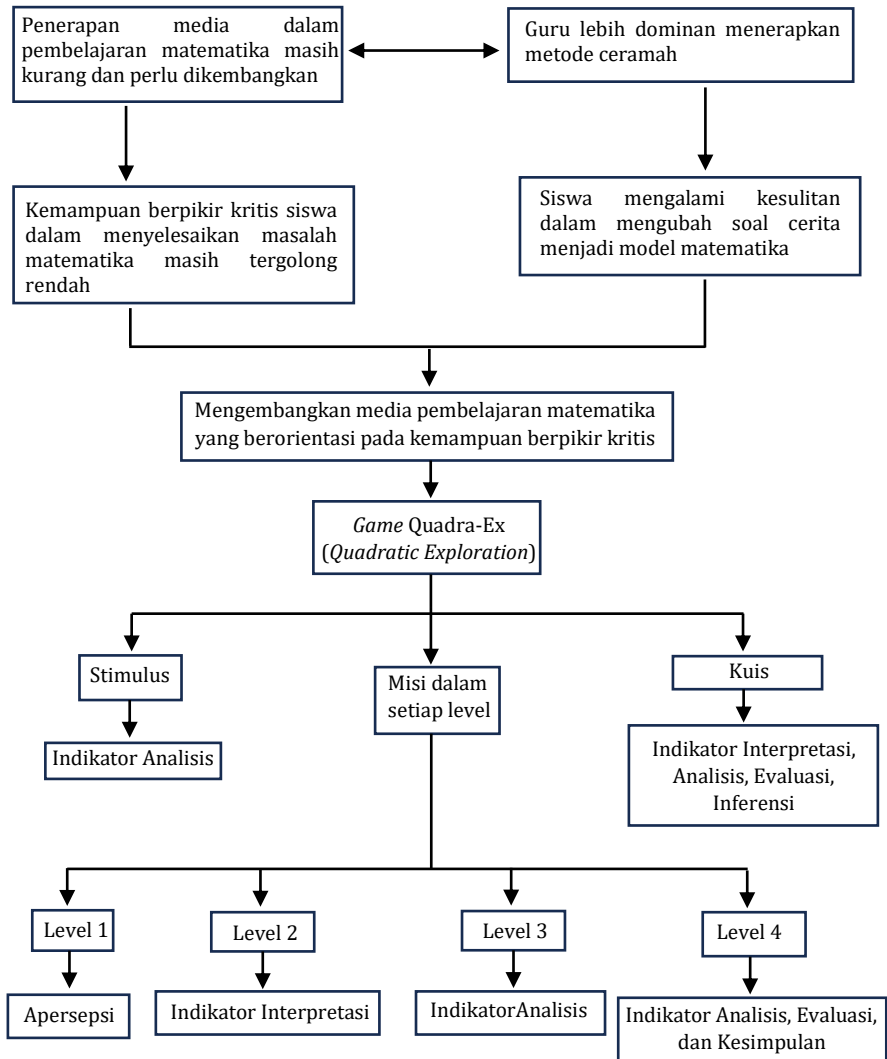 Penerapan media dalam
pembelajaran matematika masih
kurang dan perlu dikembangkan
Guru lebih dominan menerapkan
metode ceramah
Kemampuan berpikir kritis siswa
dalam menyelesaikan masalah
matematika masih tergolong
rendah
Siswa mengalami kesulitan
dalam mengubah soal cerita
menjadi model matematika
Mengembangkan media pembelajaran matematika
yang berorientasi pada kemampuan berpikir kritis
Game Quadra-Ex
(Quadratic Exploration)
Stimulus
Misi dalam
setiap level
Kuis
Indikator Analisis
Indikator Interpretasi,
Analisis, Evaluasi,
Inferensi
Level 1
Level 2
Level 3
Level 4
Apersepsi
Indikator Interpretasi
IndikatorAnalisis
Indikator Analisis, Evaluasi,
dan Kesimpulan